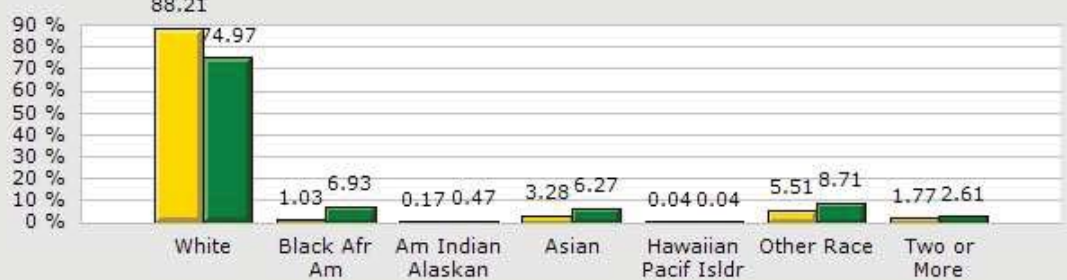 88.21
90 %
80 %
70 %
60 %
50 %
40 %
30 %
20 %
10 %
0 %
74.97
1.03 6.93
0.17 0.47
3.28 6.27
0.04 0.04
5.51 8.71
1.77 2.61
White
Black Afr
Am
Am Indian
Alaskan
Asian
Hawaiian
Pacif Isldr
Other Race
Two or
More